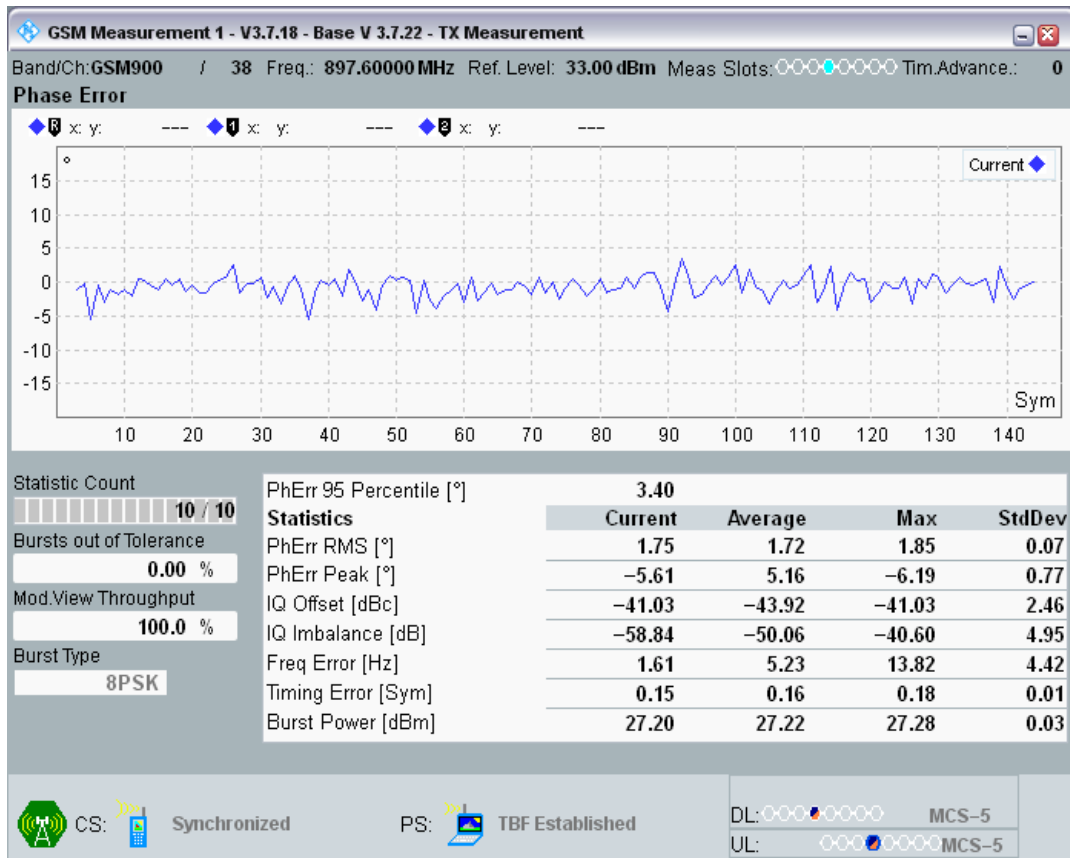 GSM Measurement 1 - V3.7.18 - Base V 3.7.22 - TX Measurement
Band/Ch:GSM900 / 38 Freq.: 897.60000 MHz Ref. Level: 33.00 dBm Meas Slots: Tim.Advance.: 0
Phase Error
R x: y: --- 1 x: y: --- 2 x: y: ---
°
Current
15
10
5
0
-5
-10
-15
Sym
10 20 30 40 50 60 70 80 90 100 110 120 130 140
Statistic Count
10 / 10
Bursts out of Tolerance
0.00 %
Mod.View Throughput
100.0 %
Burst Type
8PSK
PhErr 95 Percentile [°] 3.40
Statistics Current Average Max StdDev
PhErr RMS [°] 1.75 1.72 1.85 0.07
PhErr Peak [°] −5.61 5.16 −6.19 0.77
IQ Offset [dBc] −41.03 −43.92 −41.03 2.46
IQ Imbalance [dB] −58.84 −50.06 −40.60 4.95
Freq Error [Hz] 1.61 5.23 13.82 4.42
Timing Error [Sym] 0.15 0.16 0.18 0.01
Burst Power [dBm] 27.20 27.22 27.28 0.03
CS: Synchronized PS: TBF Established
DL: MCS−5
UL: MCS−5